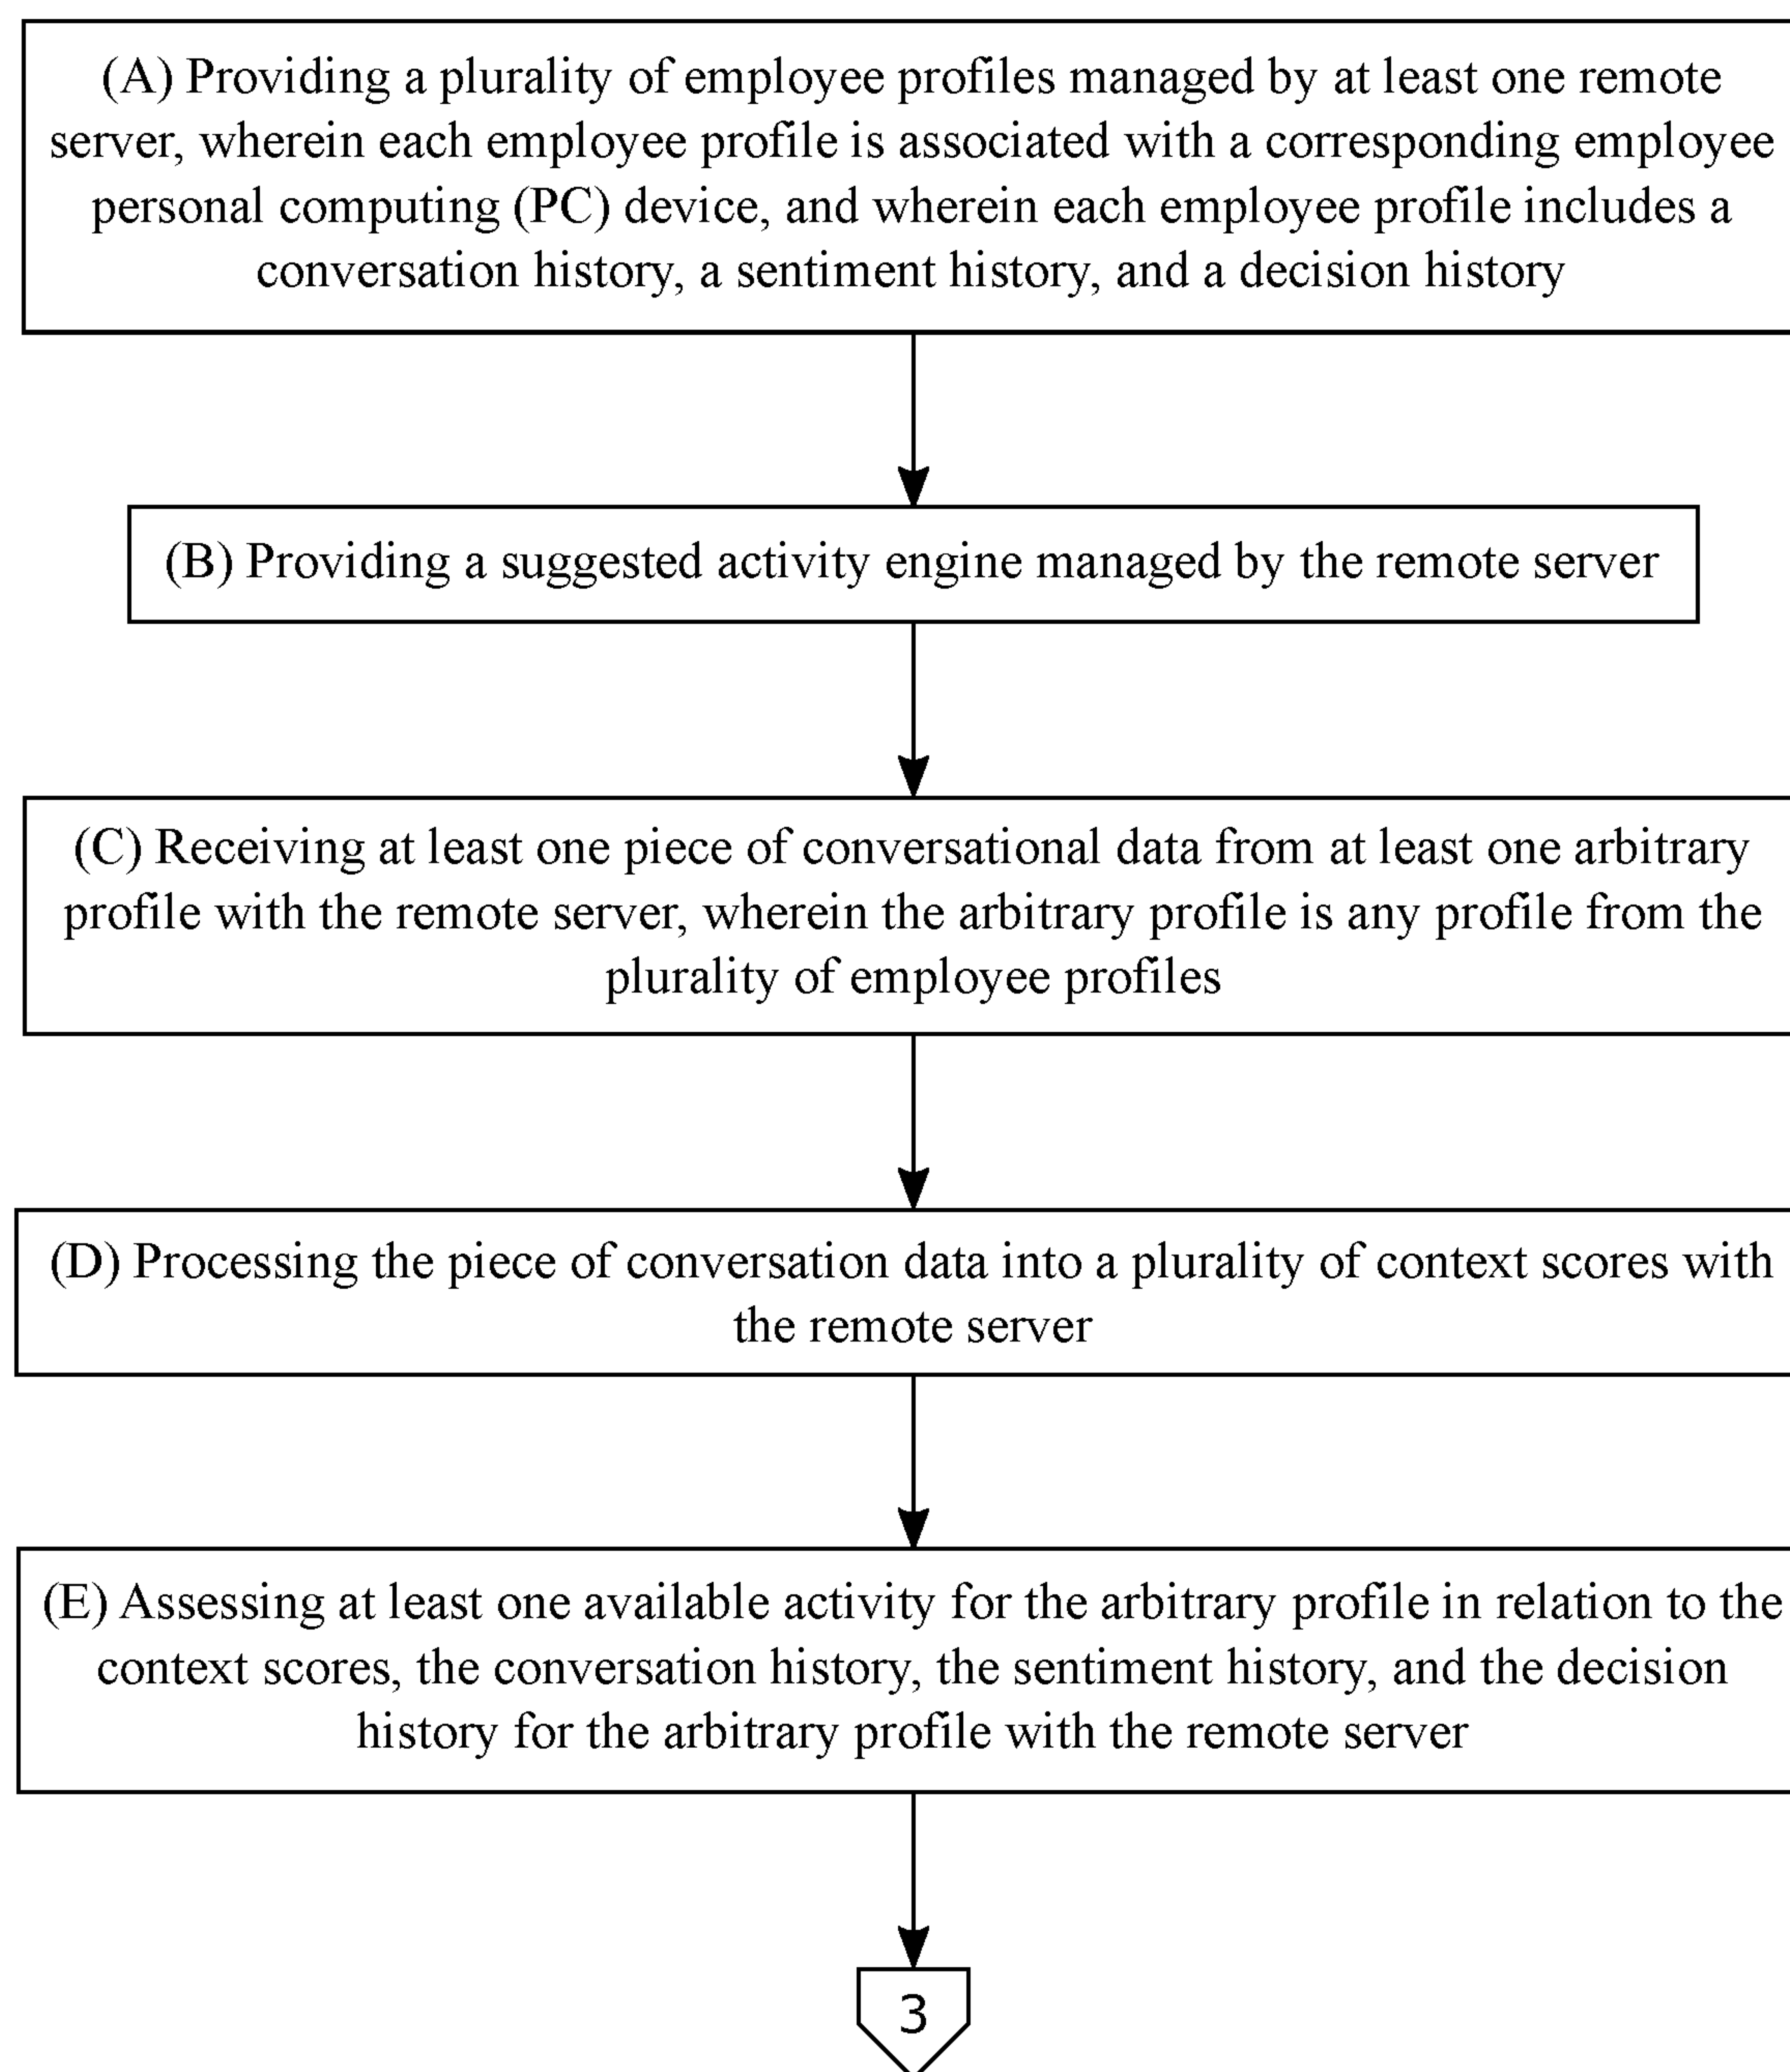 (A) Providing a plurality of employee profiles managed by at least one remote
server, wherein each employee profile is associated with a corresponding employee
personal computing (PC) device, and wherein each employee profile includes a
conversation history, a sentiment history, and a decision history
(B) Providing a suggested activity engine managed by the remote server
(C) Receiving at least one piece of conversational data from at least one arbitrary
profile with the remote server, wherein the arbitrary profile is any profile from the
plurality of employee profiles
(D) Processing the piece of conversation data into a plurality of context scores with
the remote server
(E) Assessing at least one available activity for the arbitrary profile in relation to the
context scores, the conversation history, the sentiment history, and the decision
history for the arbitrary profile with the remote server
3